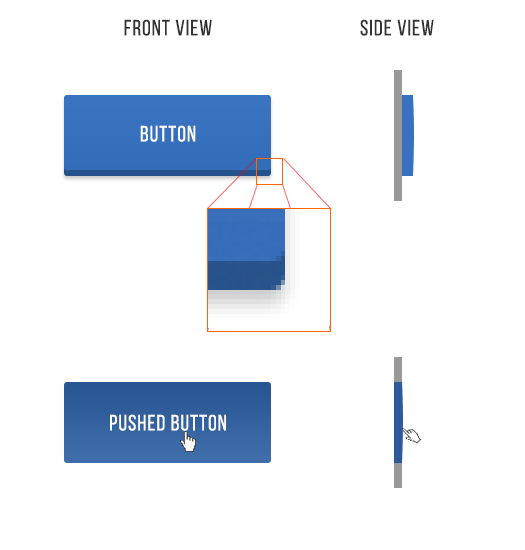 FRONT VIEW
SIDE VIEW
BUTTON
PUSHED BUTTON